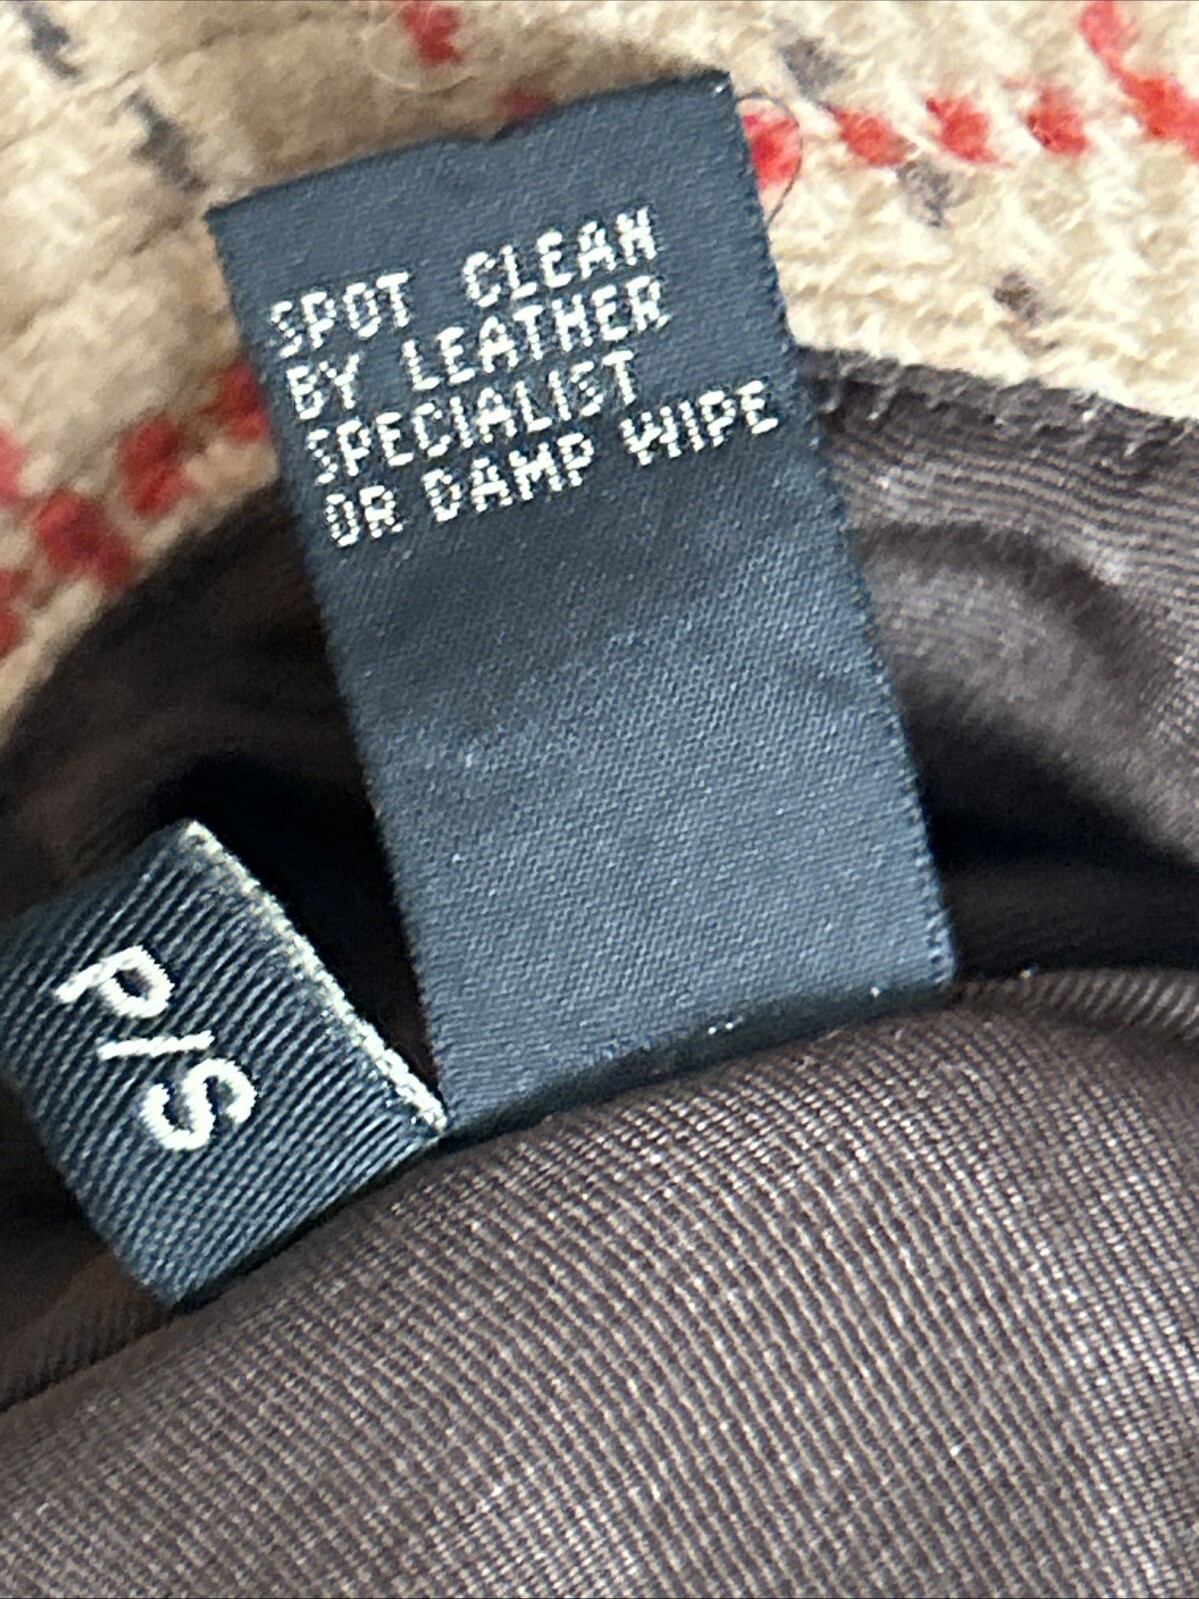 SPOT CLEAN
BY LEATHER
SPECIALIST
OR DAMP WIPE
P/S